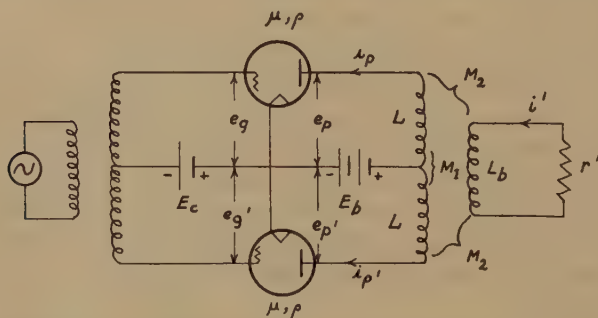 μ, ρ
i_p
M_2
e_g
e_p
L
i'
- E_c +
- E_b +
M_1
L_b
r'
e_g'
e_p'
L
M_2
i_p'
μ, ρ